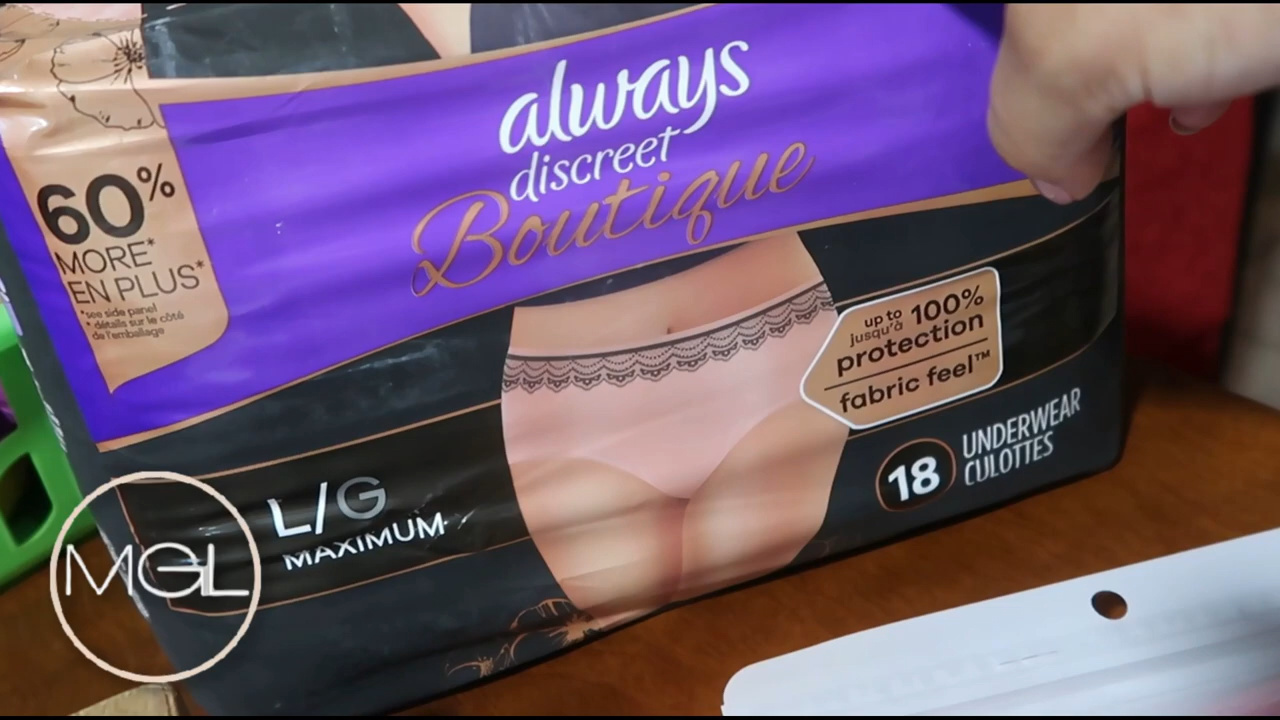 always
discreet
Boutique
60%
MORE*
EN PLUS*
*see side panel
* détails sur le côté
de l'emballage
up to 100%
jusqu'à
protection
fabric feel™
L/G
MAXIMUM
18 UNDERWEAR
CULOTTES
MGL